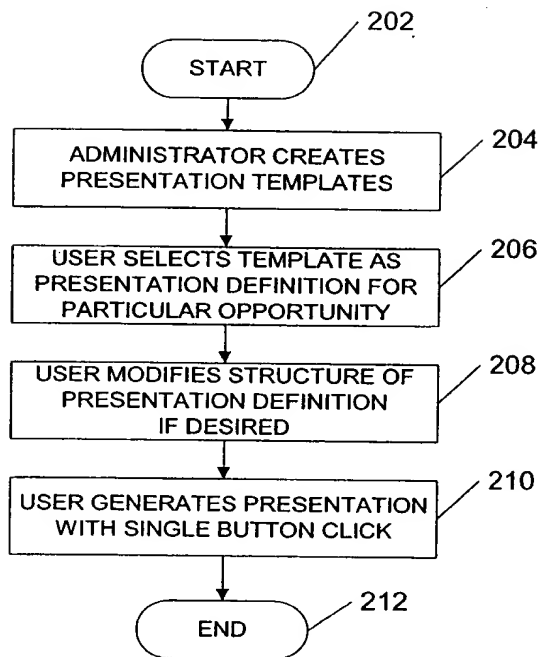 202
START
204
ADMINISTRATOR CREATES
PRESENTATION TEMPLATES
206
USER SELECTS TEMPLATE AS
PRESENTATION DEFINITION FOR
PARTICULAR OPPORTUNITY
208
USER MODIFIES STRUCTURE OF
PRESENTATION DEFINITION
IF DESIRED
210
USER GENERATES PRESENTATION
WITH SINGLE BUTTON CLICK
212
END